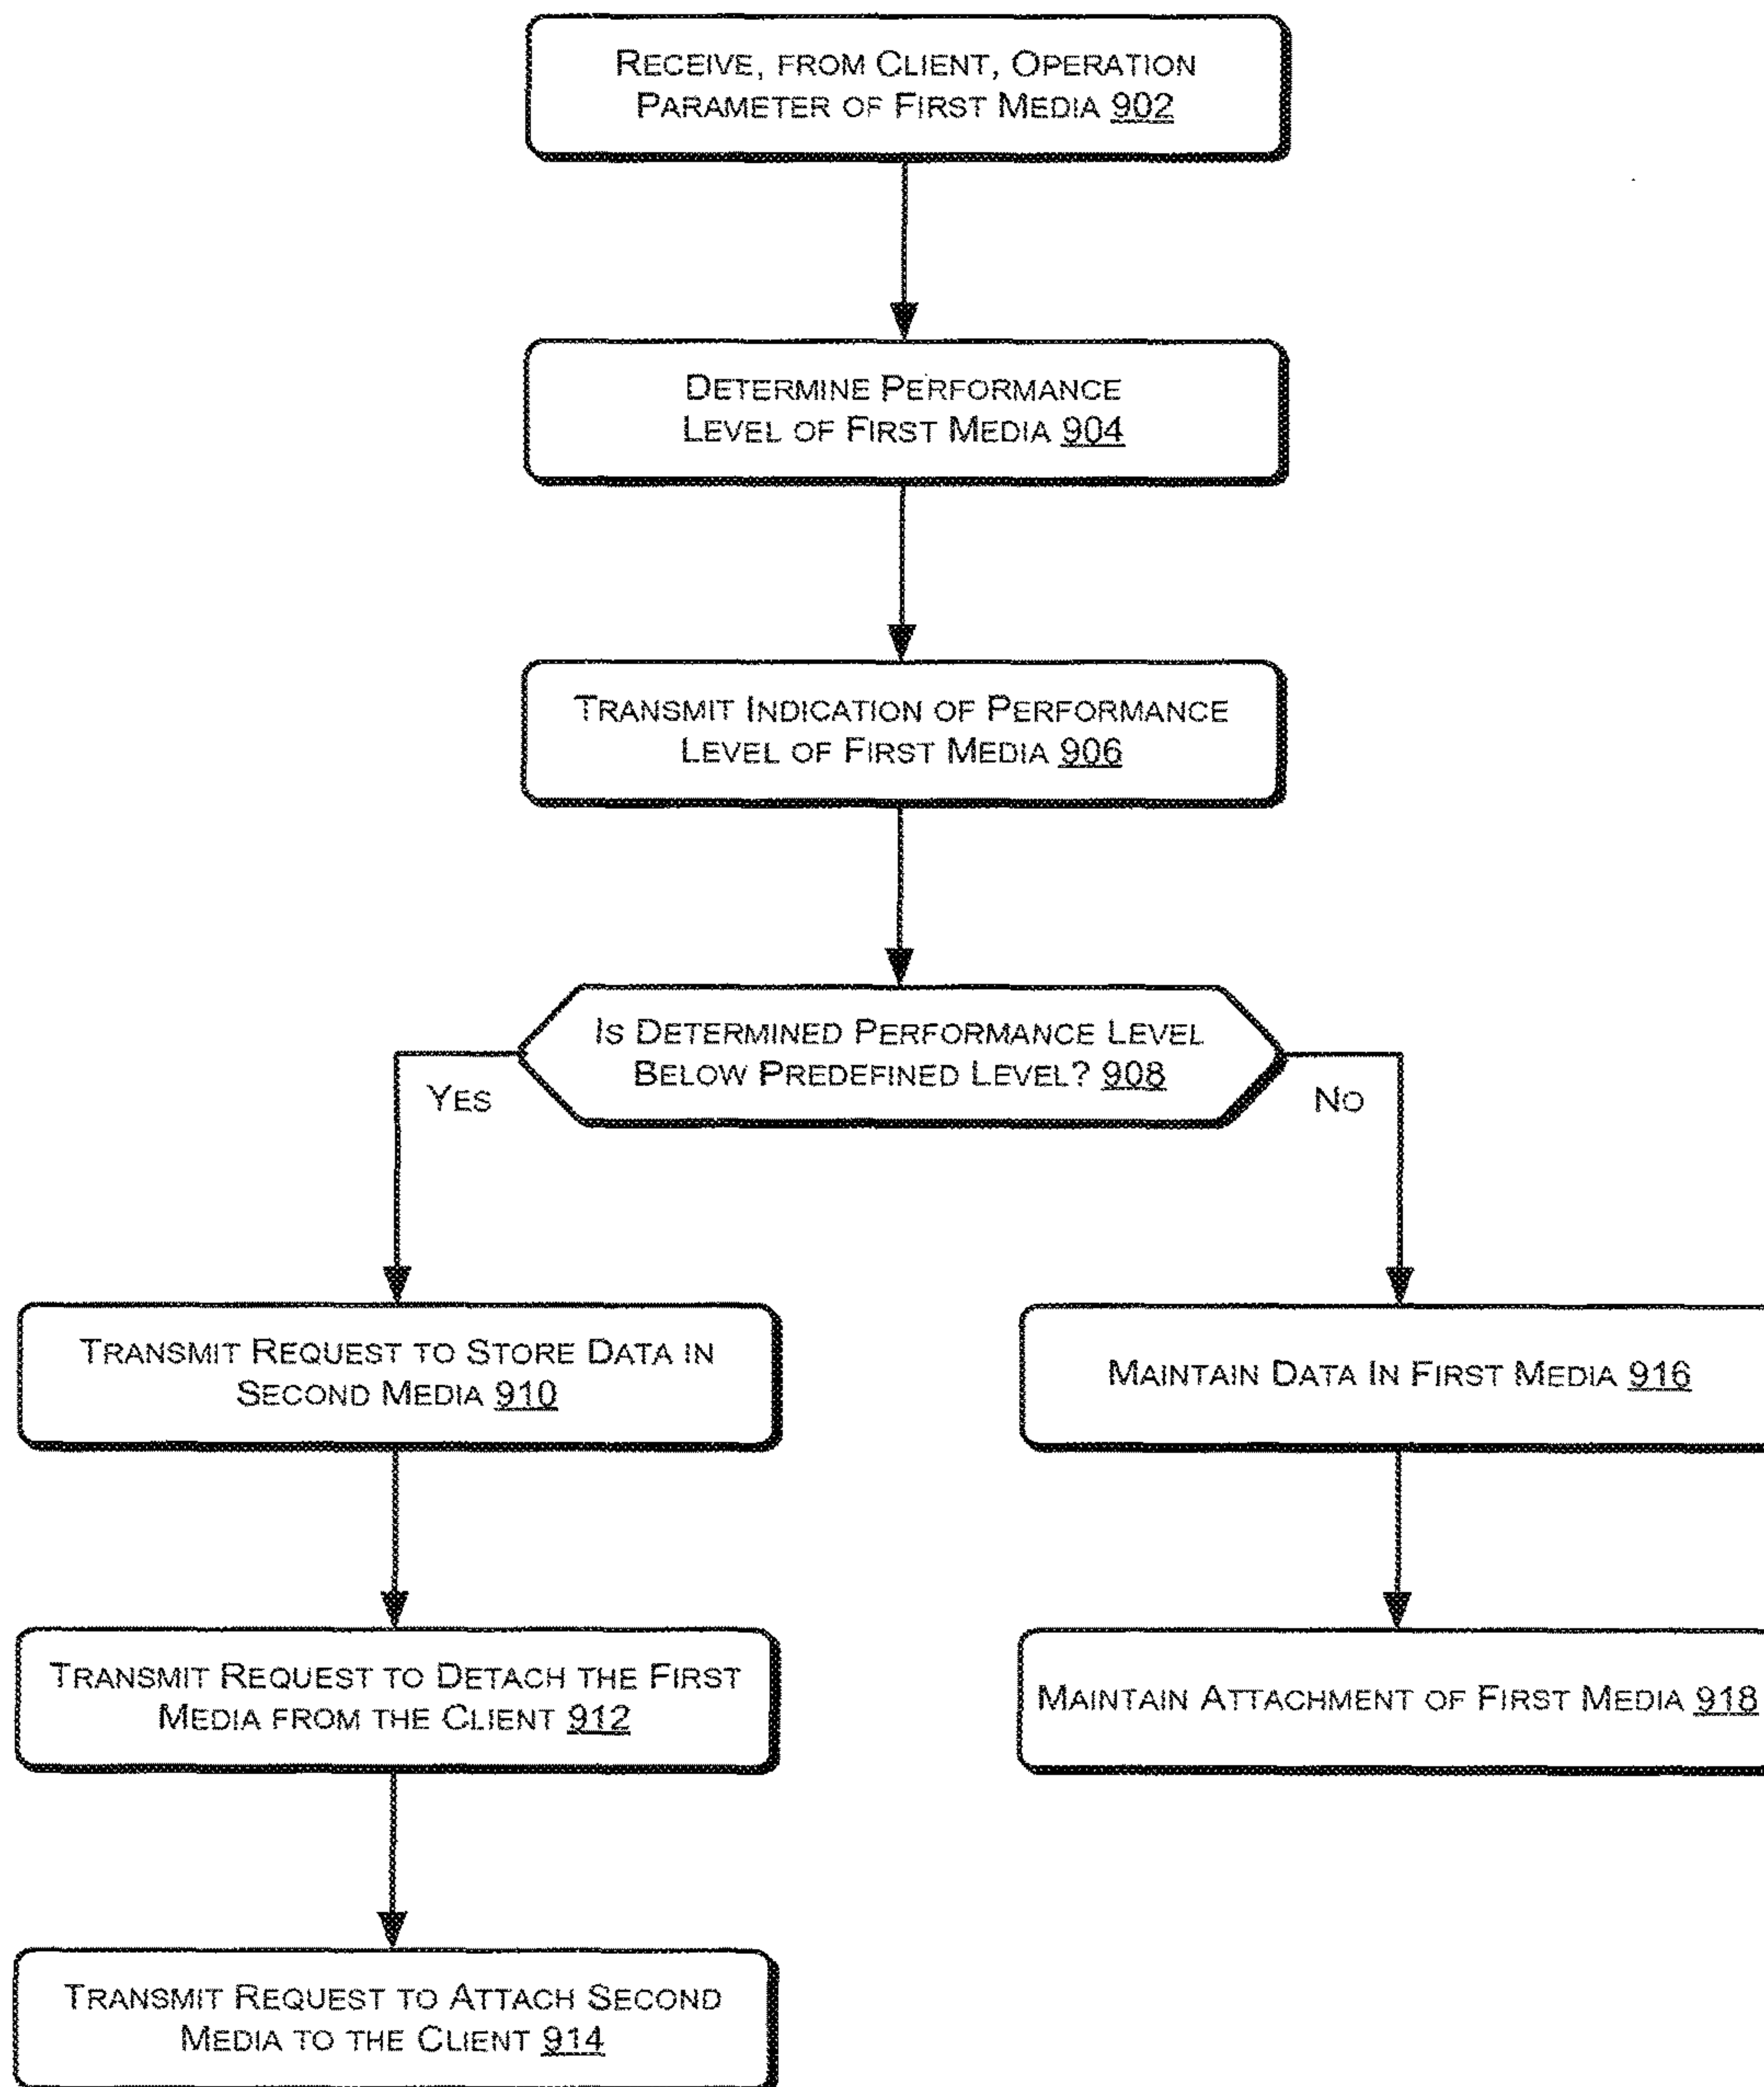 RECEIVE, FROM CLIENT, OPERATION
PARAMETER OF FIRST MEDIA 902
DETERMINE PERFORMANCE
LEVEL OF FIRST MEDIA 904
TRANSMIT INDICATION OF PERFORMANCE
LEVEL OF FIRST MEDIA 906
IS DETERMINED PERFORMANCE LEVEL
BELOW PREDEFINED LEVEL? 908
YES
NO
TRANSMIT REQUEST TO STORE DATA IN
SECOND MEDIA 910
MAINTAIN DATA IN FIRST MEDIA 916
TRANSMIT REQUEST TO DETACH THE FIRST
MEDIA FROM THE CLIENT 912
MAINTAIN ATTACHMENT OF FIRST MEDIA 918
TRANSMIT REQUEST TO ATTACH SECOND
MEDIA TO THE CLIENT 914